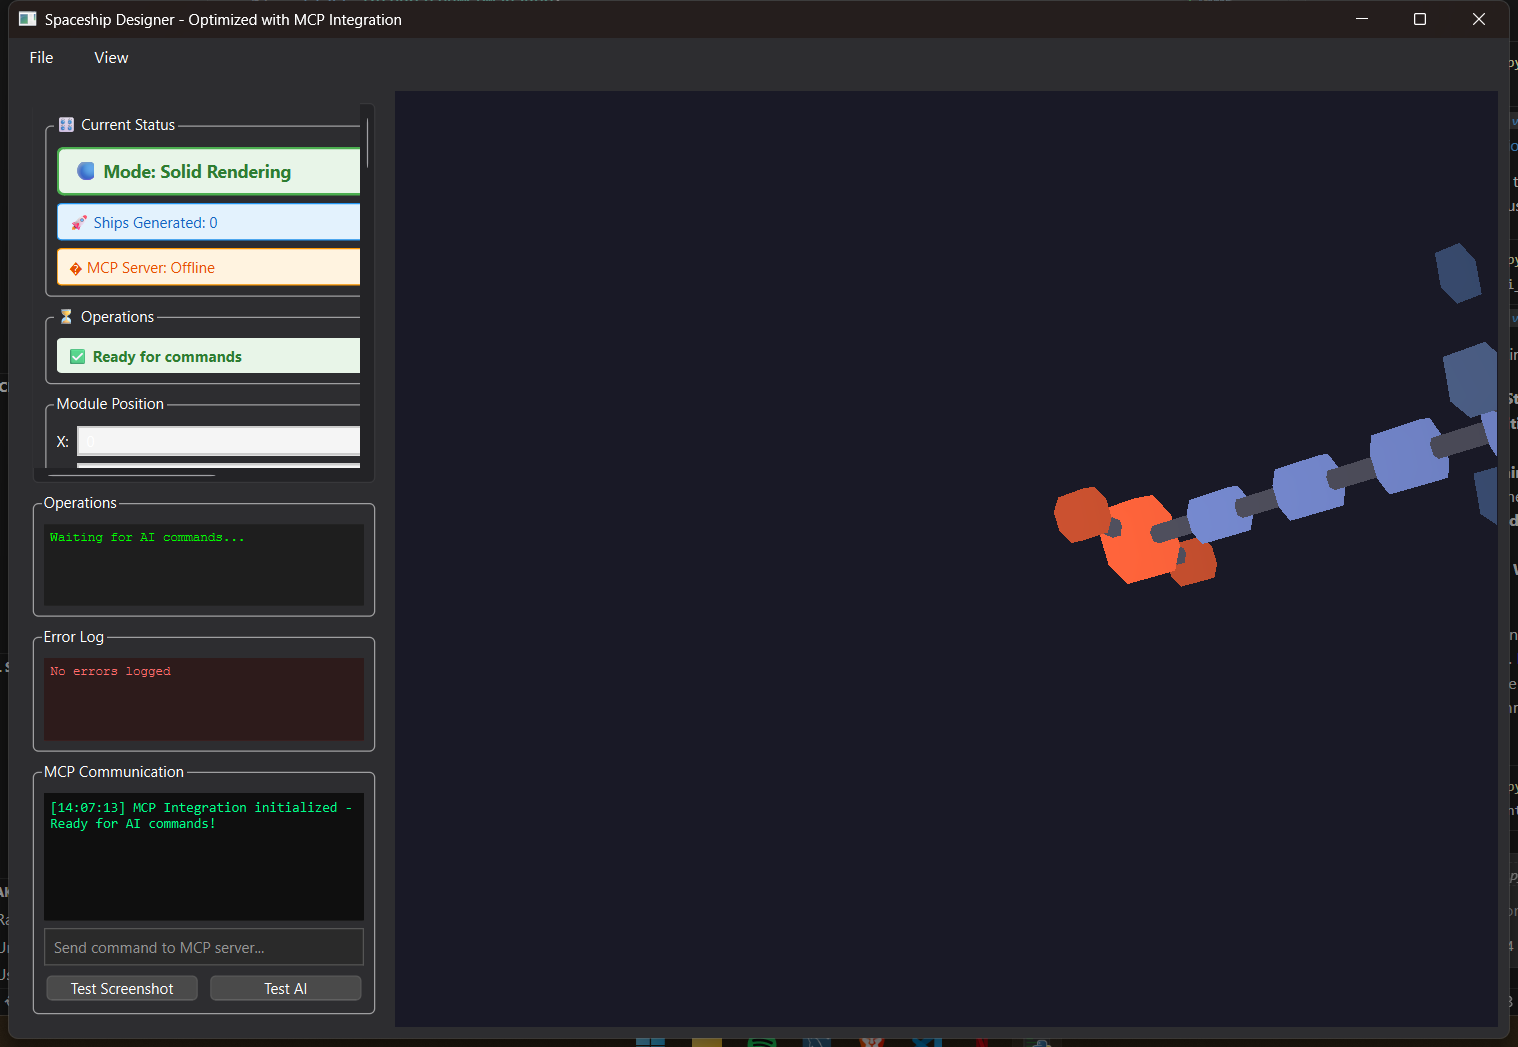 Spaceship Designer - Optimized with MCP Integration
File View
Current Status
Mode: Solid Rendering
Ships Generated: 0
MCP Server: Offline
Operations
Ready for commands
Module Position
X: 0
Operations
Waiting for AI commands...
Error Log
No errors logged
MCP Communication
[14:07:13] MCP Integration initialized -
Ready for AI commands!
Send command to MCP server...
Test Screenshot Test AI